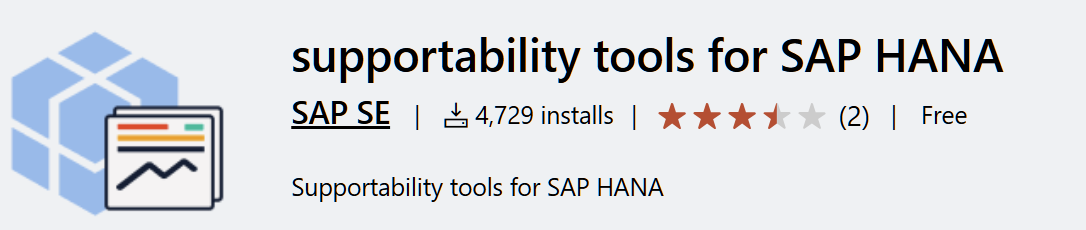 supportability tools for SAP HANA
SAP SE | 4,729 installs | (2) | Free
Supportability tools for SAP HANA